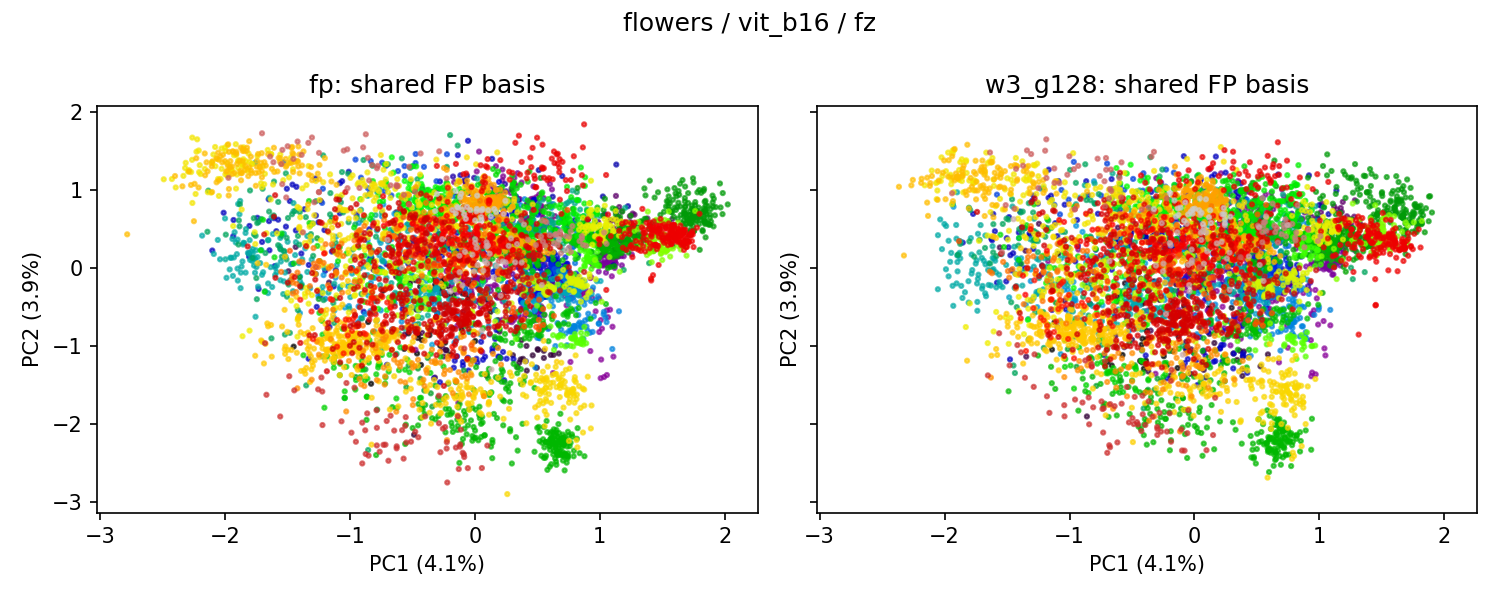 flowers / vit_b16 / fz
fp: shared FP basis
w3_g128: shared FP basis
2
1
0
−1
−2
−3
PC2 (3.9%)
PC2 (3.9%)
−3
−2
−1
0
1
2
−3
−2
−1
0
1
2
PC1 (4.1%)
PC1 (4.1%)